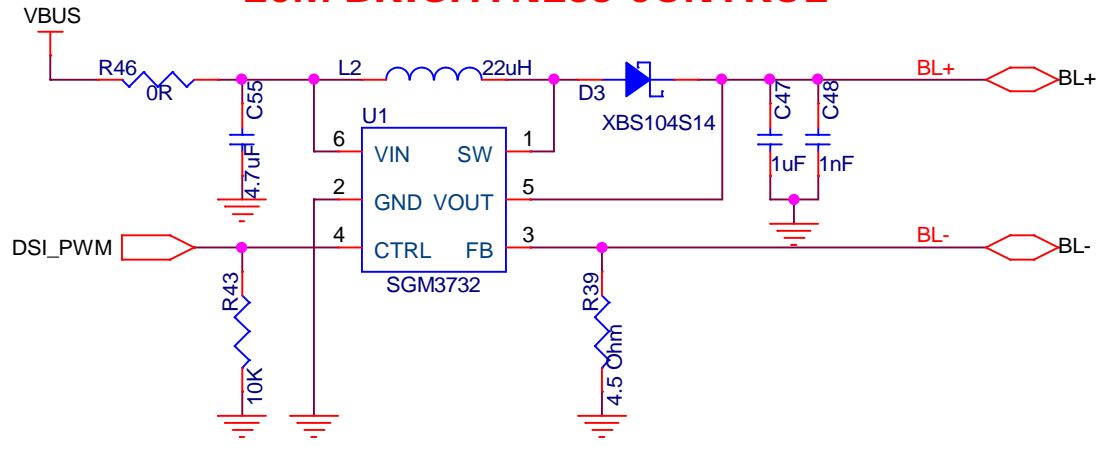 VBUS
R46
0R
C55
4.7uF
L2
22uH
D3
XBS104S14
C47
1uF
C48
1nF
BL+
BL+
U1
6
VIN
SW
1
2
GND
VOUT
5
DSI_PWM
4
CTRL
FB
3
BL-
BL-
SGM3732
R43
10K
R39
4.5 Ohm